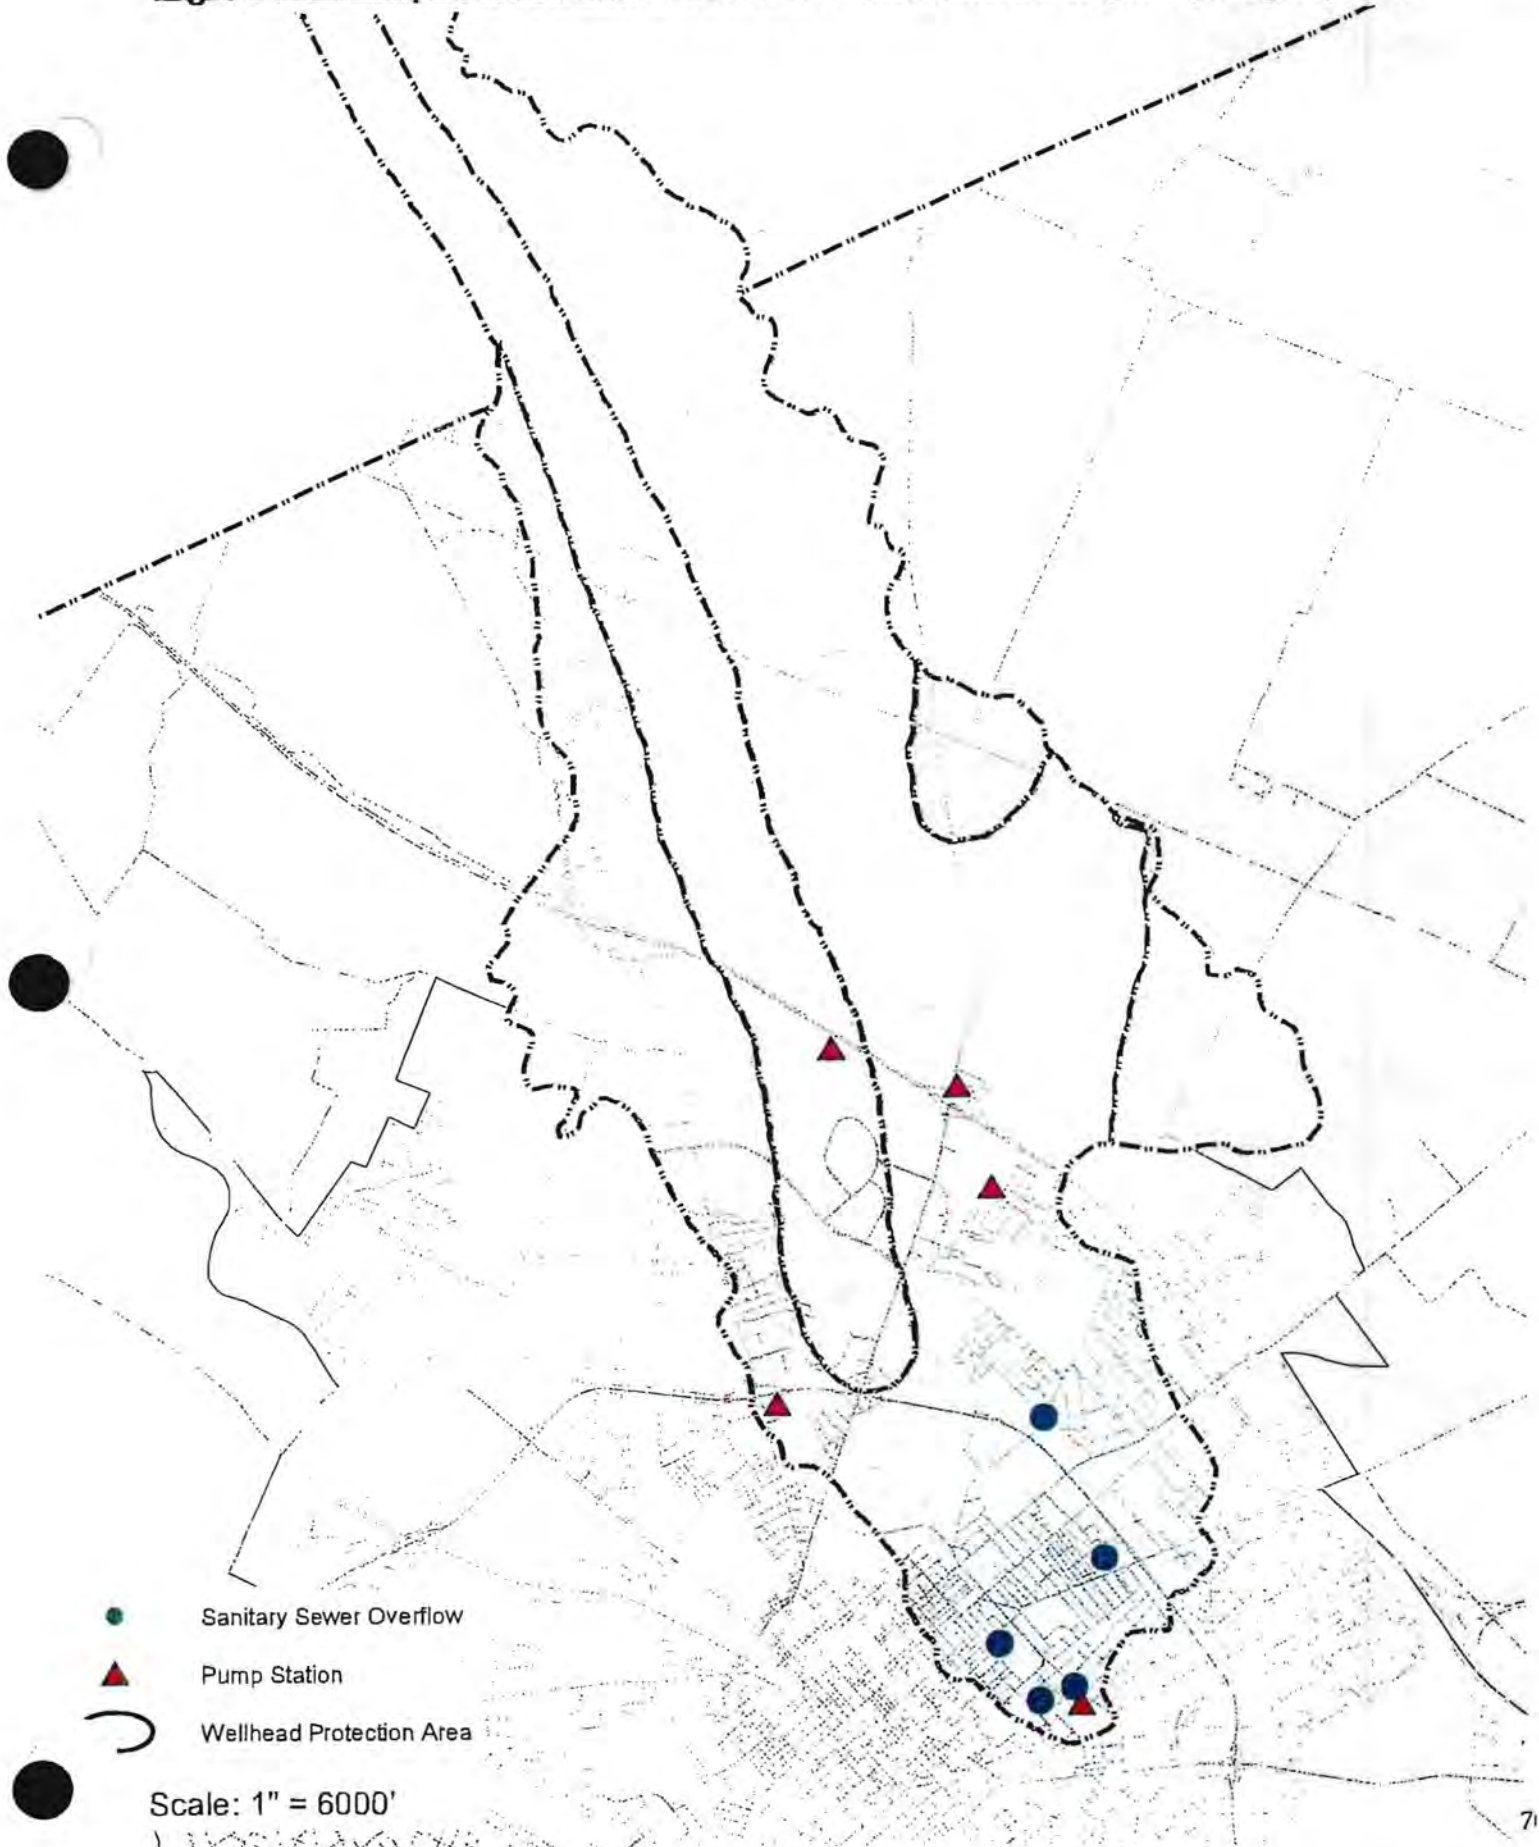 Sanitary Sewer Overflow
Pump Station
Wellhead Protection Area
Scale: 1" = 6000'